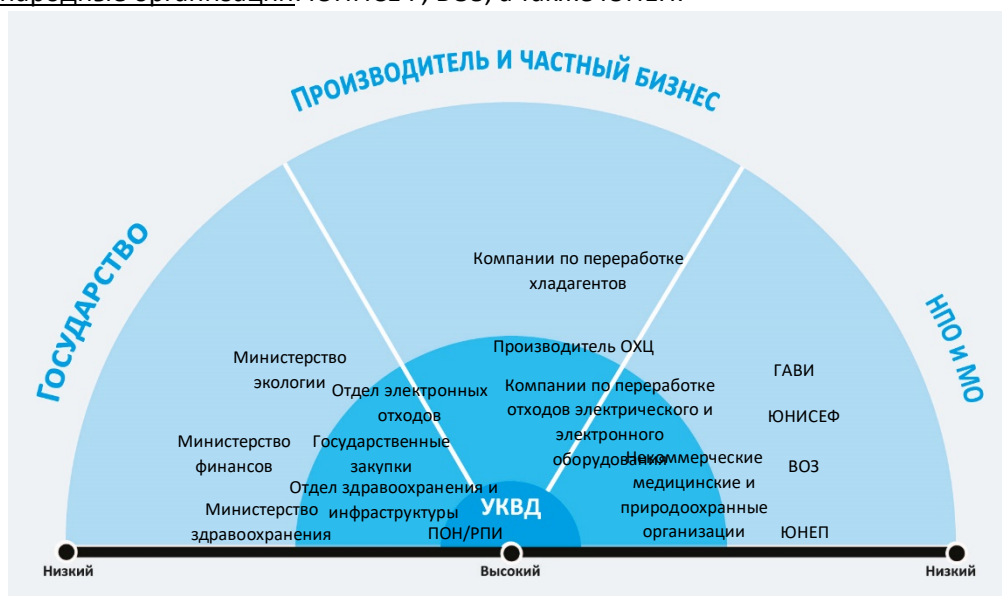 ПРОИЗВОДИТЕЛЬ И ЧАСТНЫЙ БИЗНЕС
ГОСУДАРСТВО
НПО и МО
Компании по переработке
хладагентов
Производитель ОХЦ
Министерство
экологии
Отдел электронных
отходов
Компании по переработке
отходов электрического и
электронного
оборудования
ГАВИ
ЮНИСЕФ
Министерство
финансов
Государственные
закупки
Некоммерческие
медицинские и
природоохранные
организации
ВОЗ
Отдел здравоохранения и
инфраструктуры
УКВД
Министерство
здравоохранения
ПОН/РПИ
ЮНЕП
Низкий
Высокий
Низкий